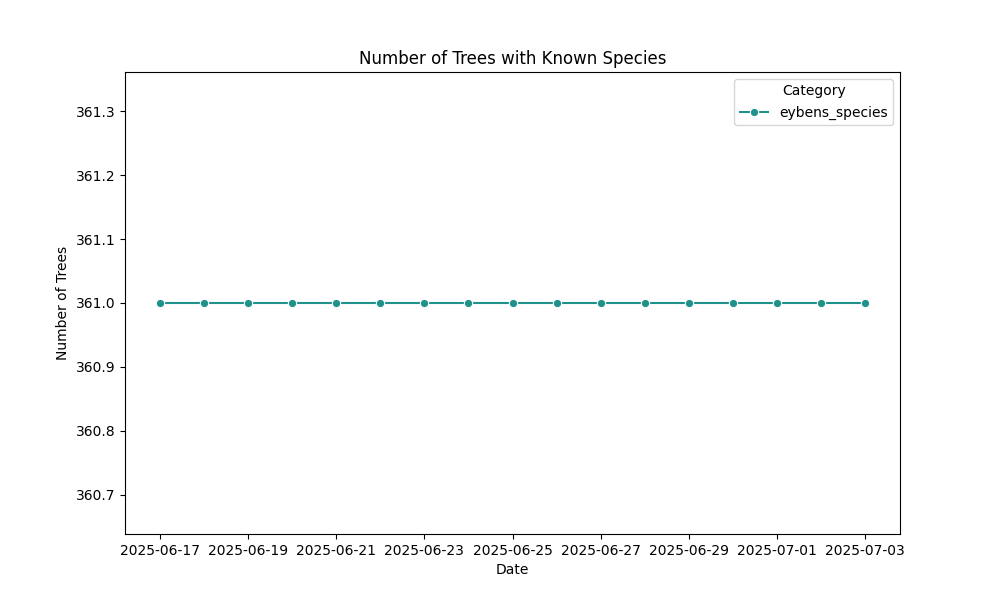 Number of Trees with Known Species
Category
eybens_species
361.3
361.2
361.1
361.0
360.9
360.8
360.7
Number of Trees
2025-06-17 2025-06-19 2025-06-21 2025-06-23 2025-06-25 2025-06-27 2025-06-29 2025-07-01 2025-07-03
Date